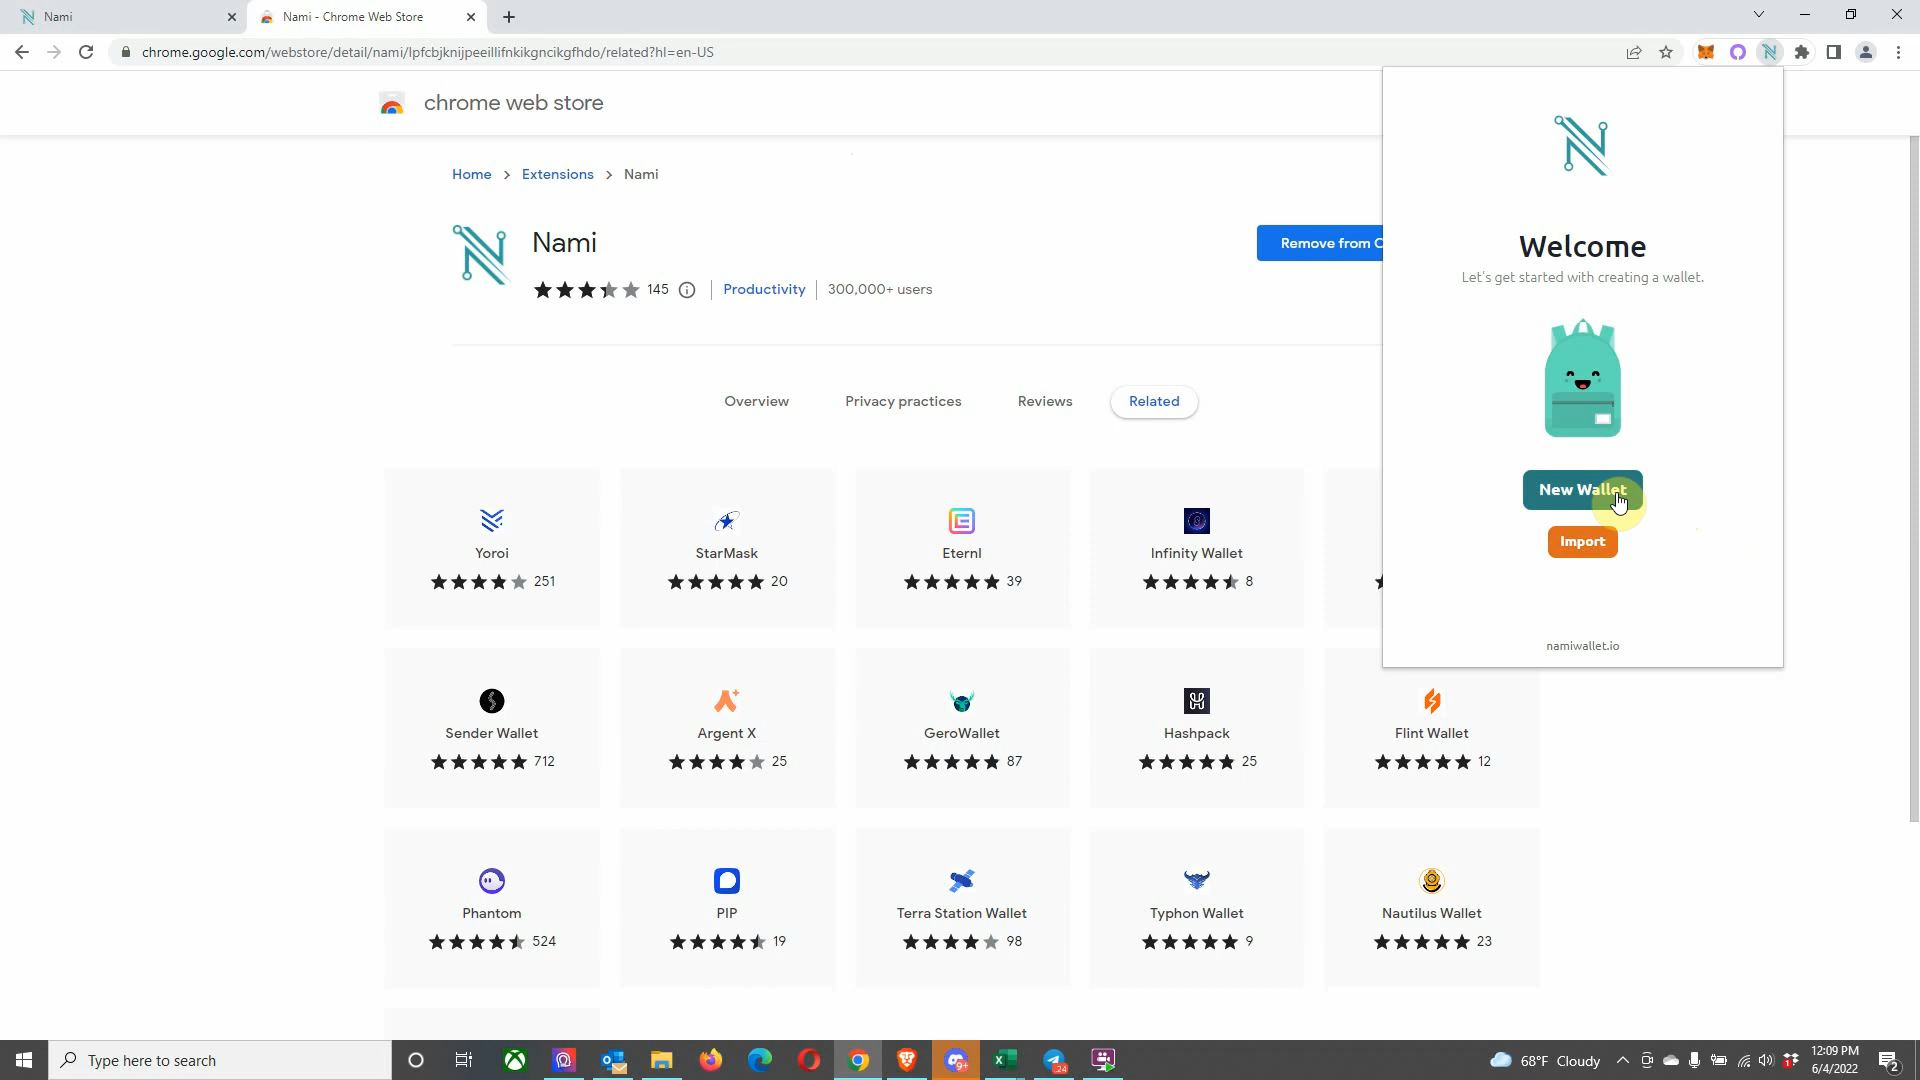 Nami
Nami - Chrome Web Store
chrome.google.com/webstore/detail/nami/lpfcbjknijpeeillifnkikgncikgfhdo/related?hl=en-US
chrome web store
Home > Extensions > Nami
Nami
145
Productivity
300,000+ users
Remove from C
Overview
Privacy practices
Reviews
Related
Welcome
Let's get started with creating a wallet.
New Wallet
Import
namiwallet.io
Yoroi
251
StarMask
20
Eternl
39
Infinity Wallet
8
Sender Wallet
712
Argent X
25
GeroWallet
87
Hashpack
25
Flint Wallet
12
Phantom
524
PIP
19
Terra Station Wallet
98
Typhon Wallet
9
Nautilus Wallet
23
Type here to search
9+
24
68°F Cloudy
1
12:09 PM
6/4/2022
2